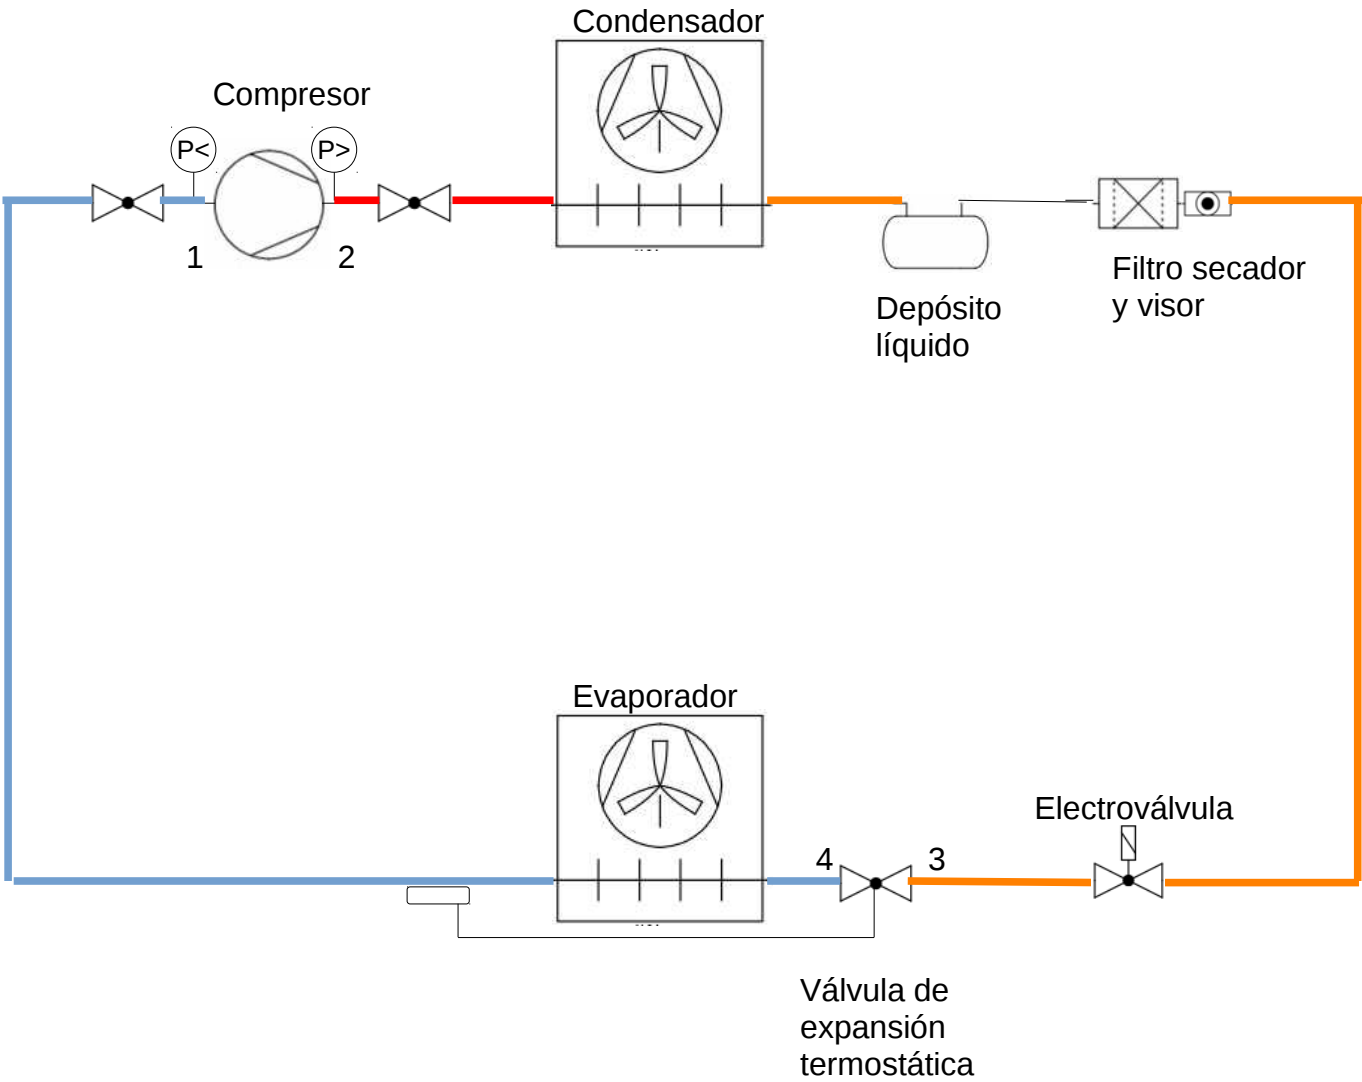 Condensador
Compresor
P<
P>
1
2
Depósito
líquido
Filtro secador
y visor
Evaporador
Electroválvula
4
3
Válvula de
expansión
termostática